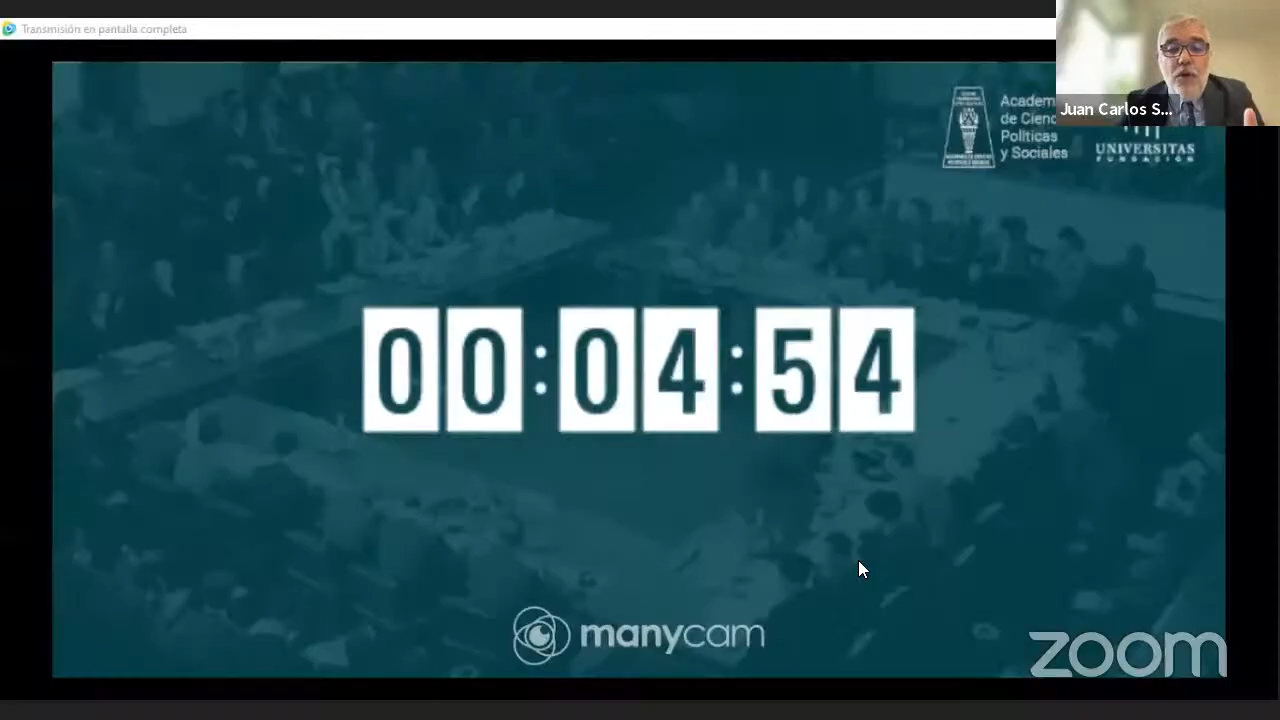 Transmisión en pantalla completa
Juan Carlos S...
Academ
de Cienc
Políticas
y Sociales
UNIVERSITAS
FUNDACIÓN
00:04:54
manycam
zoom